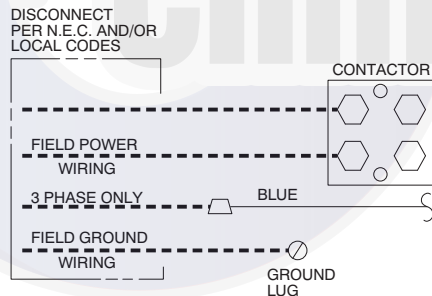 DISCONNECT
PER N.E.C. AND/OR
LOCAL CODES
CONTACTOR
FIELD POWER
WIRING
3 PHASE ONLY
BLUE
FIELD GROUND
WIRING
GROUND
LUG